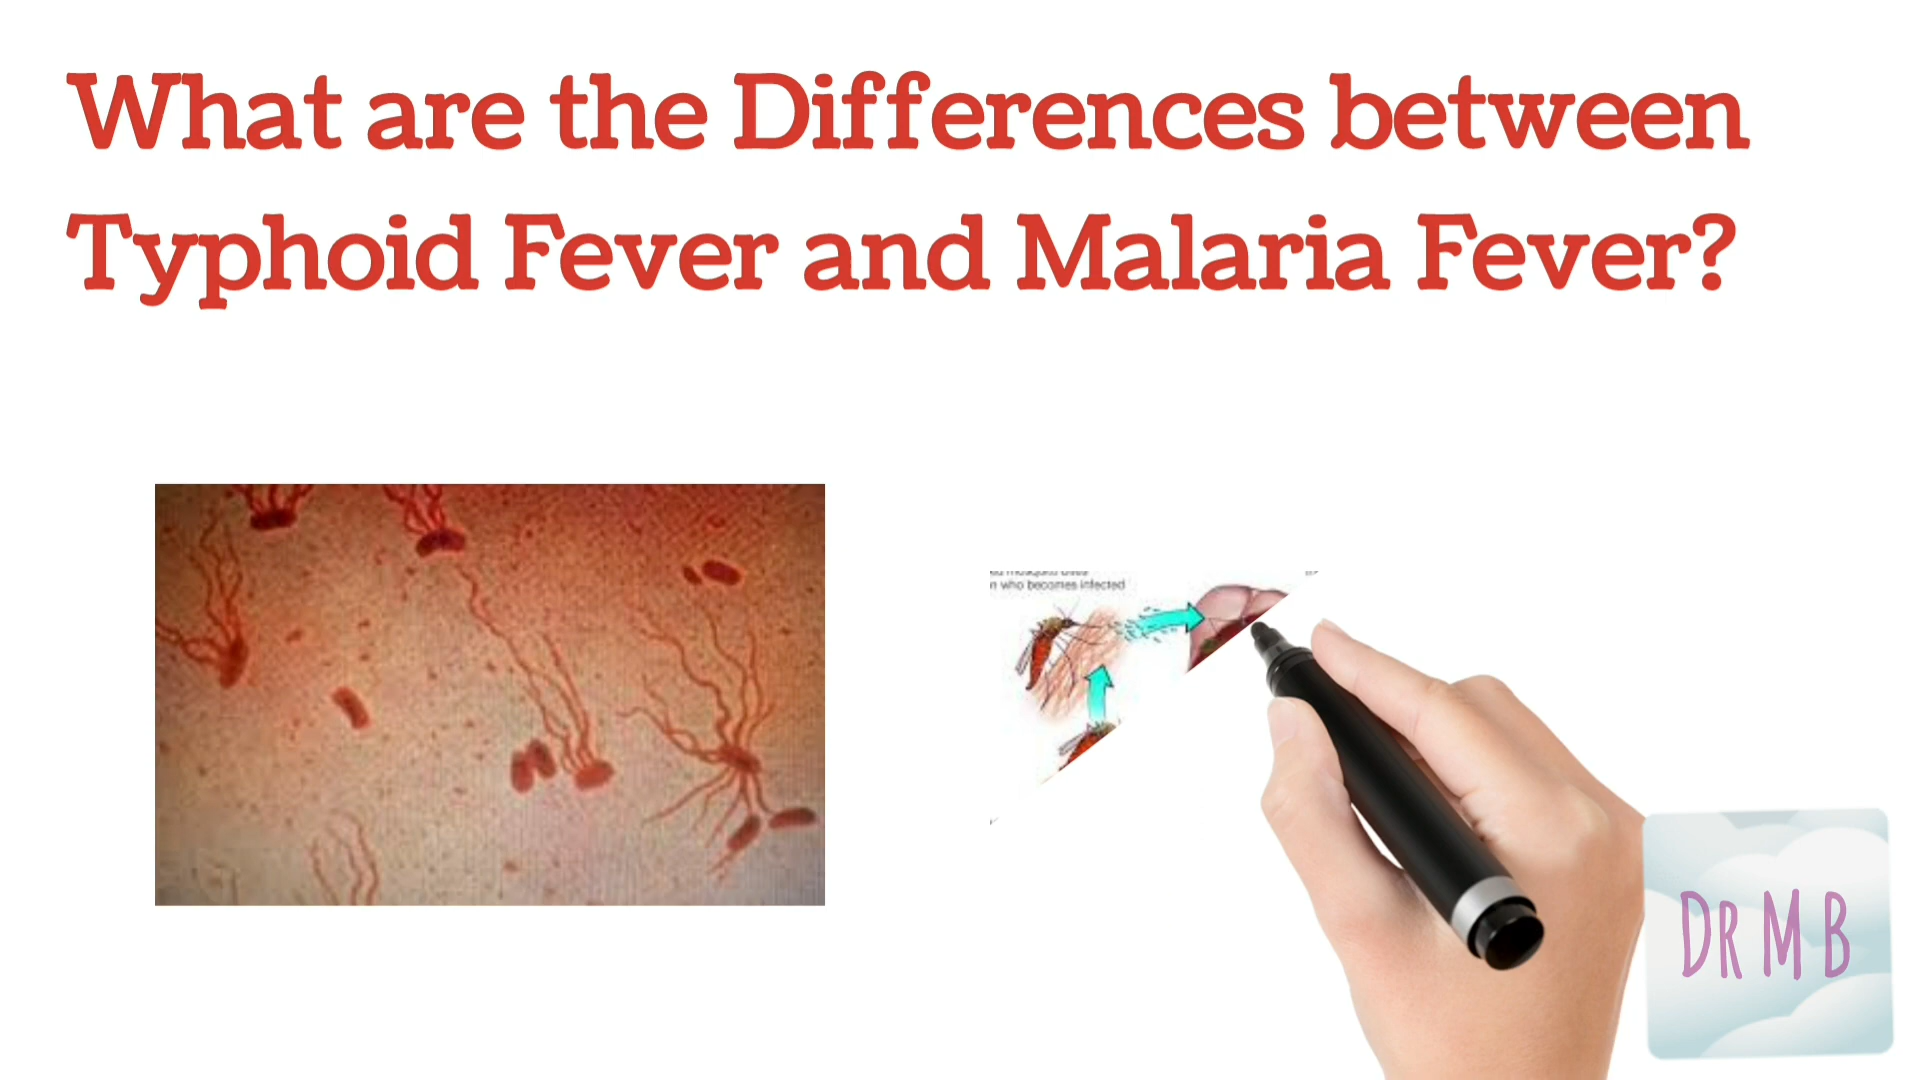 What are the Differences between
Typhoid Fever and Malaria Fever?
who becomes infected
DR M B